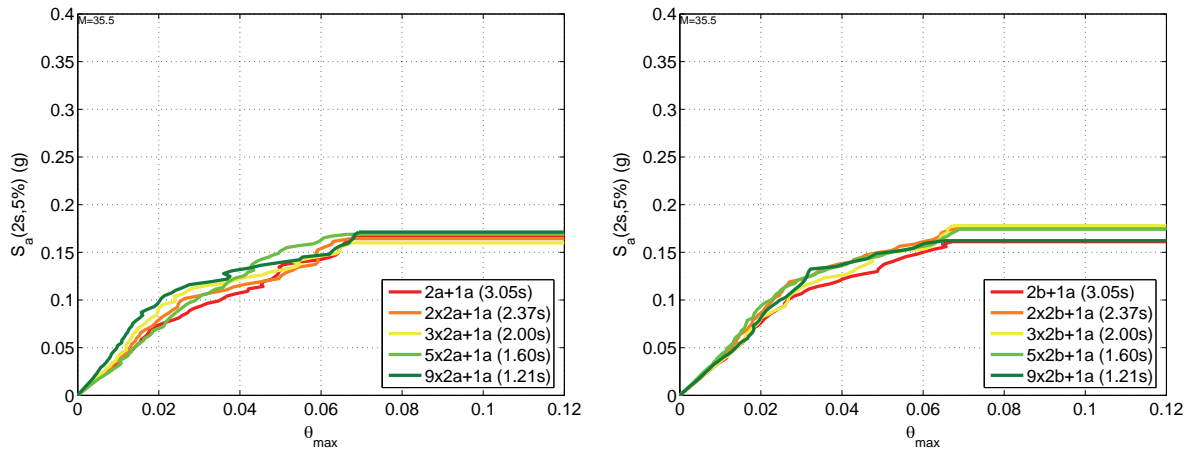 M=35.5
0.4
0.35
0.3
0.25
0.2
0.15
0.1
0.05
0
S_a(2s,5%) (g)
2a+1a (3.05s)
2x2a+1a (2.37s)
3x2a+1a (2.00s)
5x2a+1a (1.60s)
9x2a+1a (1.21s)
0 0.02 0.04 0.06 0.08 0.1 0.12
θ_max
M=35.5
0.4
0.35
0.3
0.25
0.2
0.15
0.1
0.05
0
S_a(2s,5%) (g)
2b+1a (3.05s)
2x2b+1a (2.37s)
3x2b+1a (2.00s)
5x2b+1a (1.60s)
9x2b+1a (1.21s)
0 0.02 0.04 0.06 0.08 0.1 0.12
θ_max